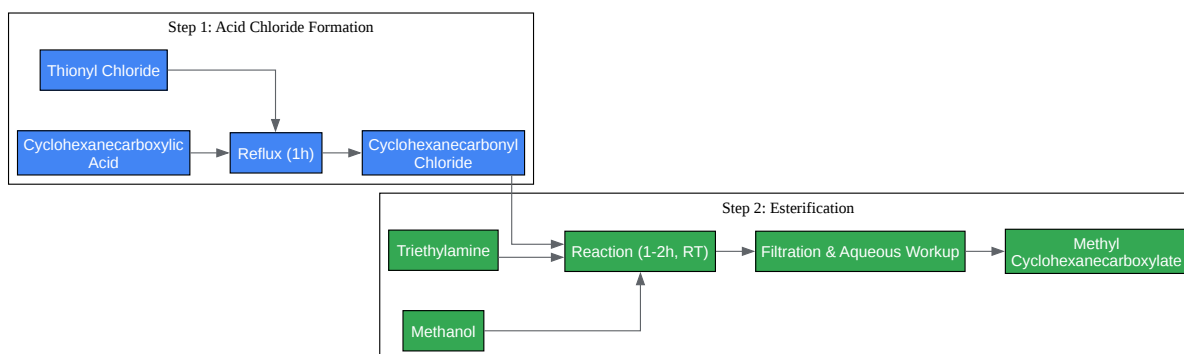 Step 1: Acid Chloride Formation
Thionyl Chloride
Cyclohexanecarboxylic
Acid
Reflux (1h)
Cyclohexanecarbonyl
Chloride
Step 2: Esterification
Triethylamine
Reaction (1-2h, RT)
Filtration & Aqueous Workup
Methyl
Cyclohexanecarboxylate
Methanol